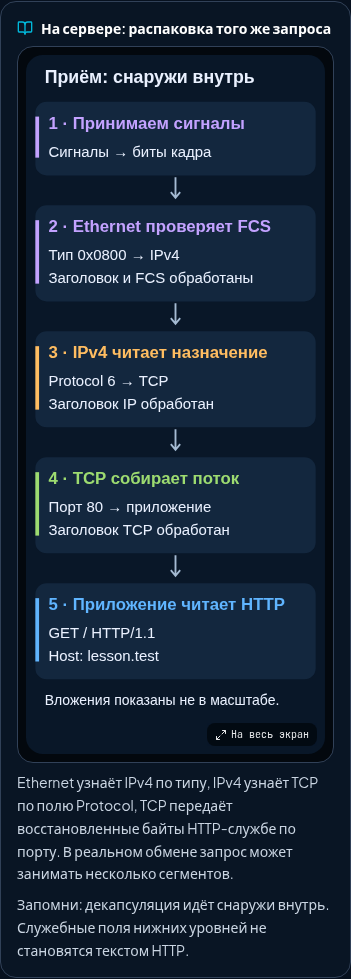 На сервере: распаковка того же запроса
Приём: снаружи внутрь
1 · Принимаем сигналы
Сигналы → биты кадра
2 · Ethernet проверяет FCS
Тип 0x0800 → IPv4
Заголовок и FCS обработаны
3 · IPv4 читает назначение
Protocol 6 → TCP
Заголовок IP обработан
4 · TCP собирает поток
Порт 80 → приложение
Заголовок TCP обработан
5 · Приложение читает HTTP
GET / HTTP/1.1
Host: lesson.test
Вложения показаны не в масштабе.
На весь экран
Ethernet узнаёт IPv4 по типу, IPv4 узнаёт TCP
по полю Protocol, TCP передаёт
восстановленные байты HTTP-службе по
порту. В реальном обмене запрос может
занимать несколько сегментов.
Запомни: декапсуляция идёт снаружи внутрь.
Служебные поля нижних уровней не
становятся текстом HTTP.